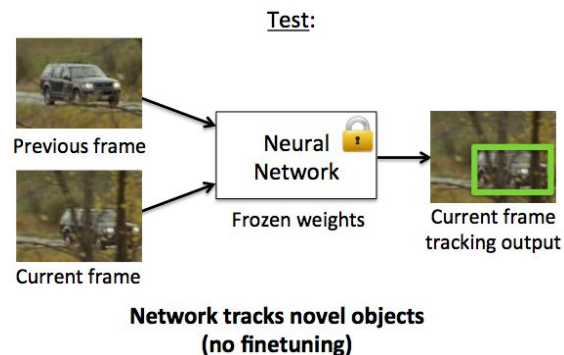 Test:
Previous frame
Neural
Network
Frozen weights
Current frame
Current frame
tracking output
Network tracks novel objects
(no finetuning)